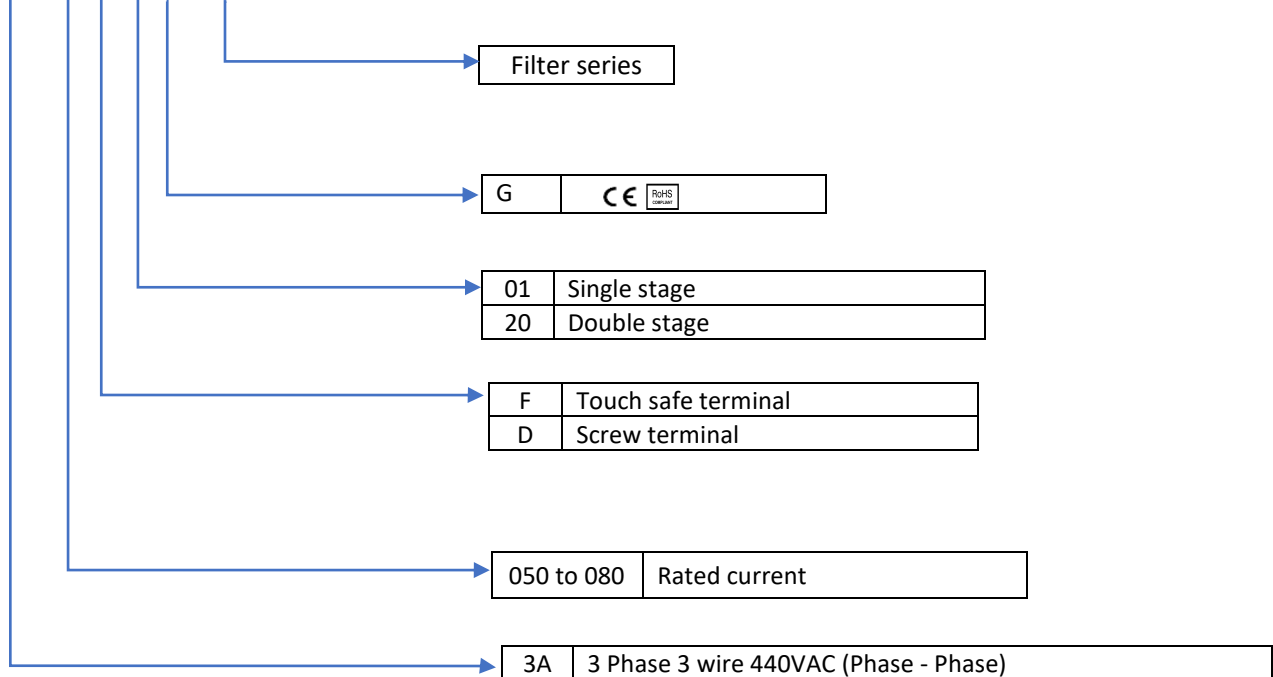 Filter series
G CE RoHS COMPLIANT
01 Single stage
20 Double stage
F Touch safe terminal
D Screw terminal
050 to 080 Rated current
3A 3 Phase 3 wire 440VAC (Phase - Phase)